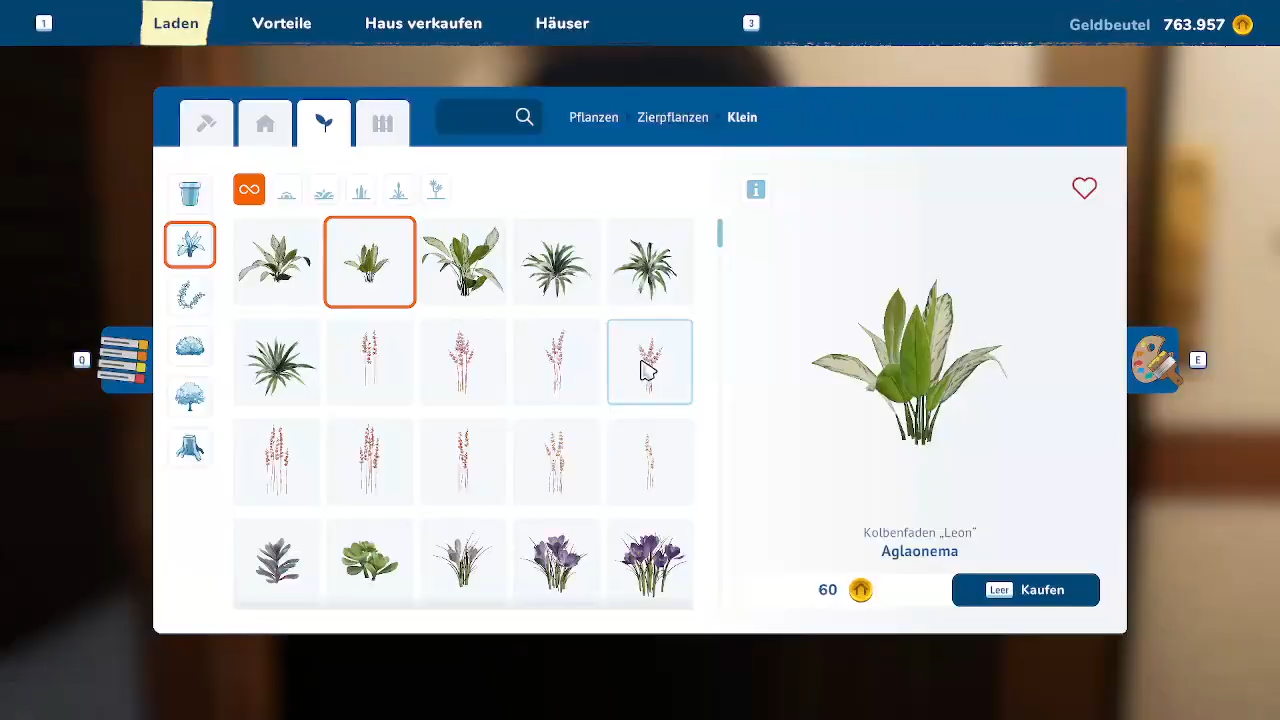 1
Laden
Vorteile
Haus verkaufen
Häuser
3
Geldbeutel 763.957
Pflanzen
Zierpflanzen
Klein
Q
E
Kolbenfaden „Leon“
Aglaonema
60
Leer Kaufen